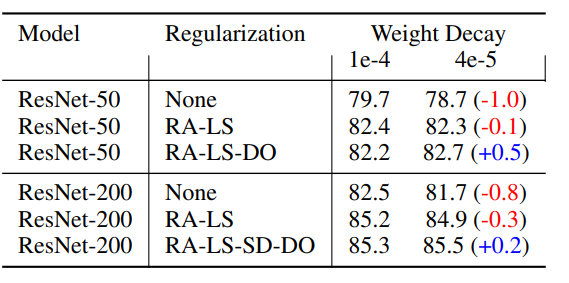 Model Regularization Weight Decay
1e-4 4e-5
ResNet-50 None 79.7 78.7 (-1.0)
ResNet-50 RA-LS 82.4 82.3 (-0.1)
ResNet-50 RA-LS-DO 82.2 82.7 (+0.5)
ResNet-200 None 82.5 81.7 (-0.8)
ResNet-200 RA-LS 85.2 84.9 (-0.3)
ResNet-200 RA-LS-SD-DO 85.3 85.5 (+0.2)